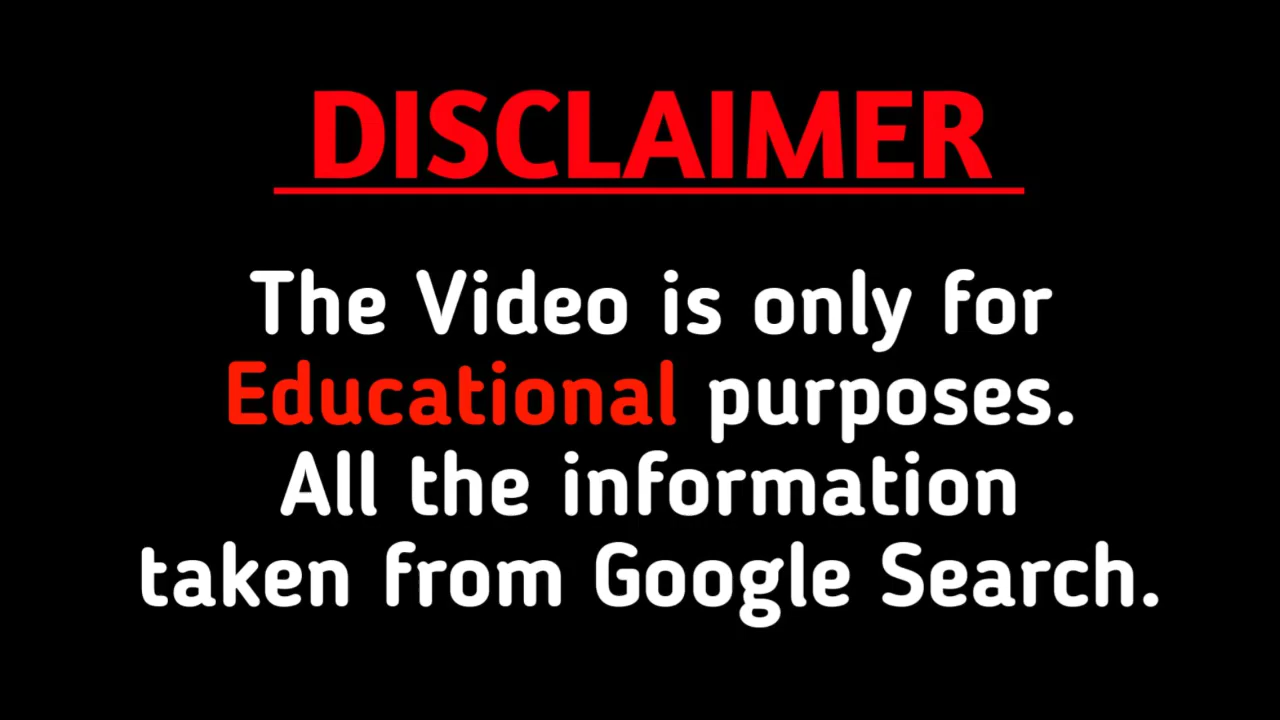 DISCLAIMER
The Video is only for
Educational purposes.
All the information
taken from Google Search.